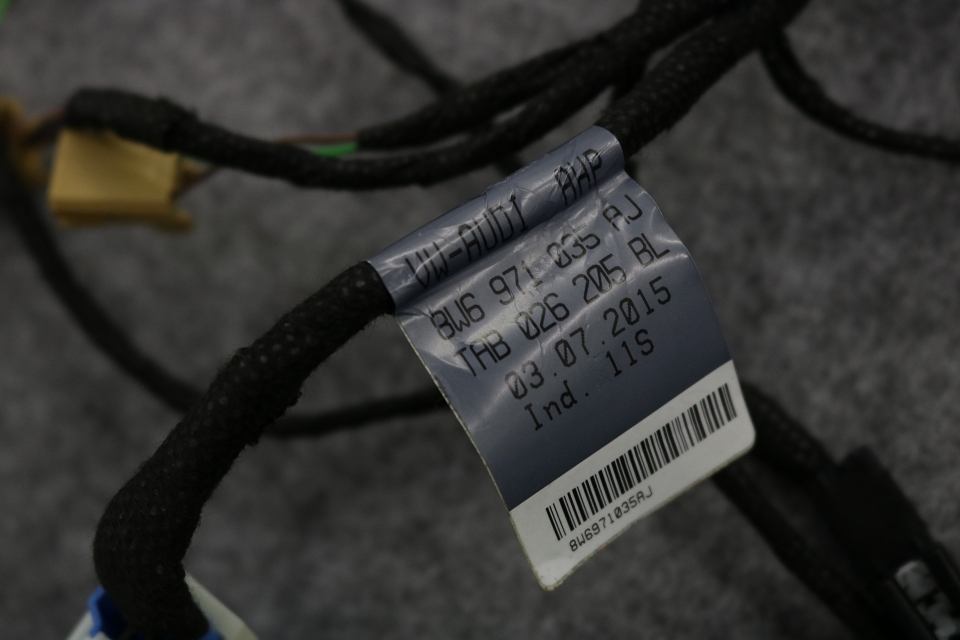 VW-AUDI AHP
8W6 971 035 AJ
TAB 026 205 BL
03.07.2015
Ind. 11S
8W6971035AJ